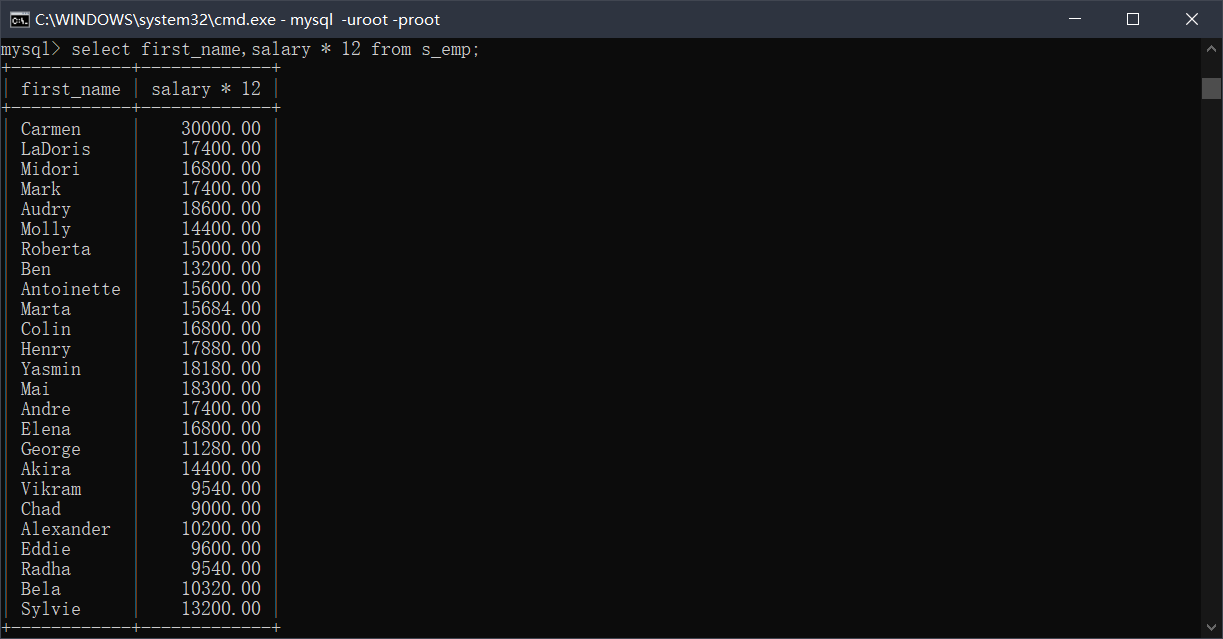 C:\WINDOWS\system32\cmd.exe - mysql  -uroot -proot
mysql> select first_name,salary * 12 from s_emp;
+------------+-------------+
| first_name | salary * 12 |
+------------+-------------+
| Carmen     |    30000.00 |
| LaDoris    |    17400.00 |
| Midori     |    16800.00 |
| Mark       |    17400.00 |
| Audry      |    18600.00 |
| Molly      |    14400.00 |
| Roberta    |    15000.00 |
| Ben        |    13200.00 |
| Antoinette |    15600.00 |
| Marta      |    15684.00 |
| Colin      |    16800.00 |
| Henry      |    17880.00 |
| Yasmin     |    18180.00 |
| Mai        |    18300.00 |
| Andre      |    17400.00 |
| Elena      |    16800.00 |
| George     |    11280.00 |
| Akira      |    14400.00 |
| Vikram     |     9540.00 |
| Chad       |     9000.00 |
| Alexander  |    10200.00 |
| Eddie      |     9600.00 |
| Radha      |     9540.00 |
| Bela       |    10320.00 |
| Sylvie     |    13200.00 |
+------------+-------------+